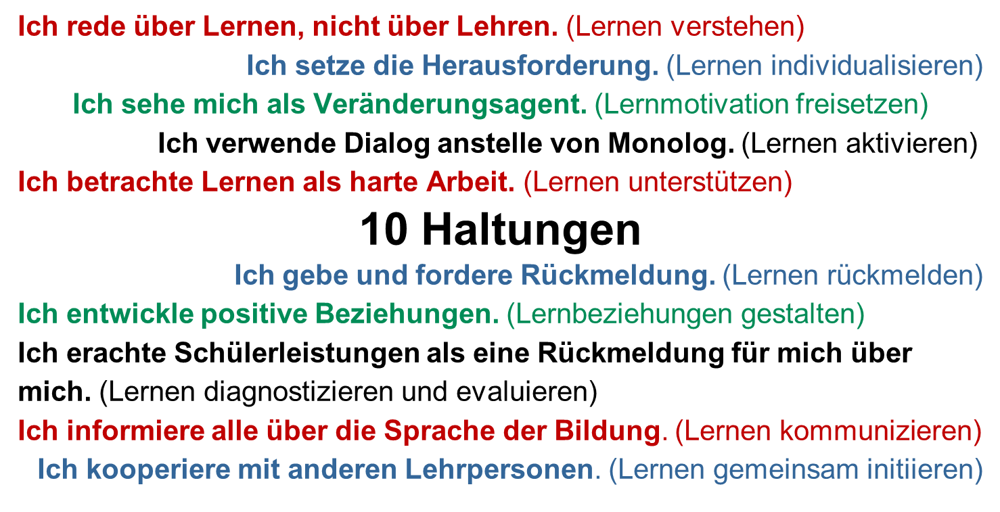 Ich rede über Lernen, nicht über Lehren. (Lernen verstehen)
Ich setze die Herausforderung. (Lernen individualisieren)
Ich sehe mich als Veränderungsagent. (Lernmotivation freisetzen)
Ich verwende Dialog anstelle von Monolog. (Lernen aktivieren)
Ich betrachte Lernen als harte Arbeit. (Lernen unterstützen)
10 Haltungen
Ich gebe und fordere Rückmeldung. (Lernen rückmelden)
Ich entwickle positive Beziehungen. (Lernbeziehungen gestalten)
Ich erachte Schülerleistungen als eine Rückmeldung für mich über
mich. (Lernen diagnostizieren und evaluieren)
Ich informiere alle über die Sprache der Bildung. (Lernen kommunizieren)
Ich kooperiere mit anderen Lehrpersonen. (Lernen gemeinsam initiieren)